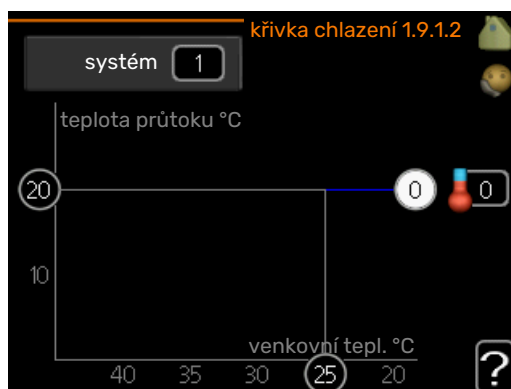 křivka chlazení 1.9.1.2
systém 1
teplota průtoku °C
20
0
0
10
venkovní tepl. °C
40 35 30 25 20
?